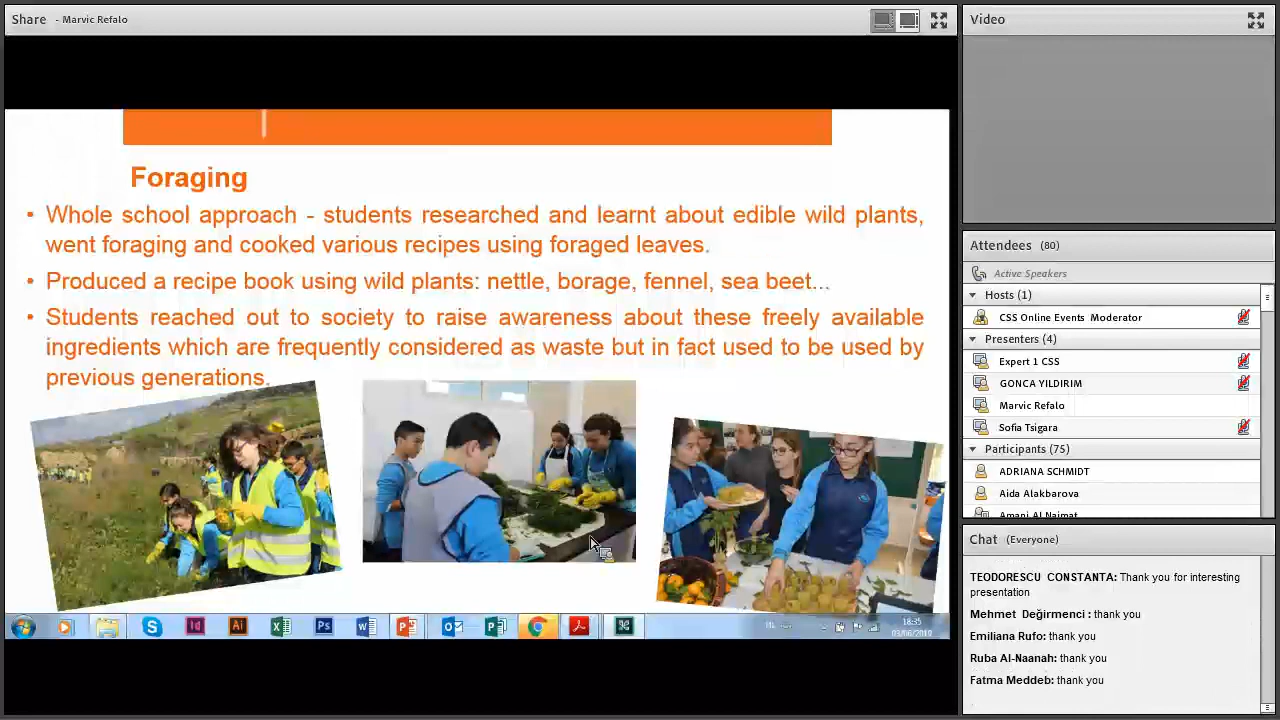 Share - Marvic Refalo
Foraging
• Whole school approach - students researched and learnt about edible wild plants,
went foraging and cooked various recipes using foraged leaves.
• Produced a recipe book using wild plants: nettle, borage, fennel, sea beet...
• Students reached out to society to raise awareness about these freely available
ingredients which are frequently considered as waste but in fact used to be used by
previous generations.
18:35
Video
Attendees (80)
Active Speakers
Hosts (1)
CSS Online Events Moderator
Presenters (4)
Expert 1 CSS
GONCA YILDIRIM
Marvic Refalo
Sofia Tsigara
Participants (75)
ADRIANA SCHMIDT
Aida Alakbarova
Amani Al Najmat
Chat (Everyone)
TEODORESCU CONSTANTA: Thank you for interesting
presentation
Mehmet Değirmenci : thank you
Emiliana Rufo: thank you
Ruba Al-Naanah: thank you
Fatma Meddeb: thank you